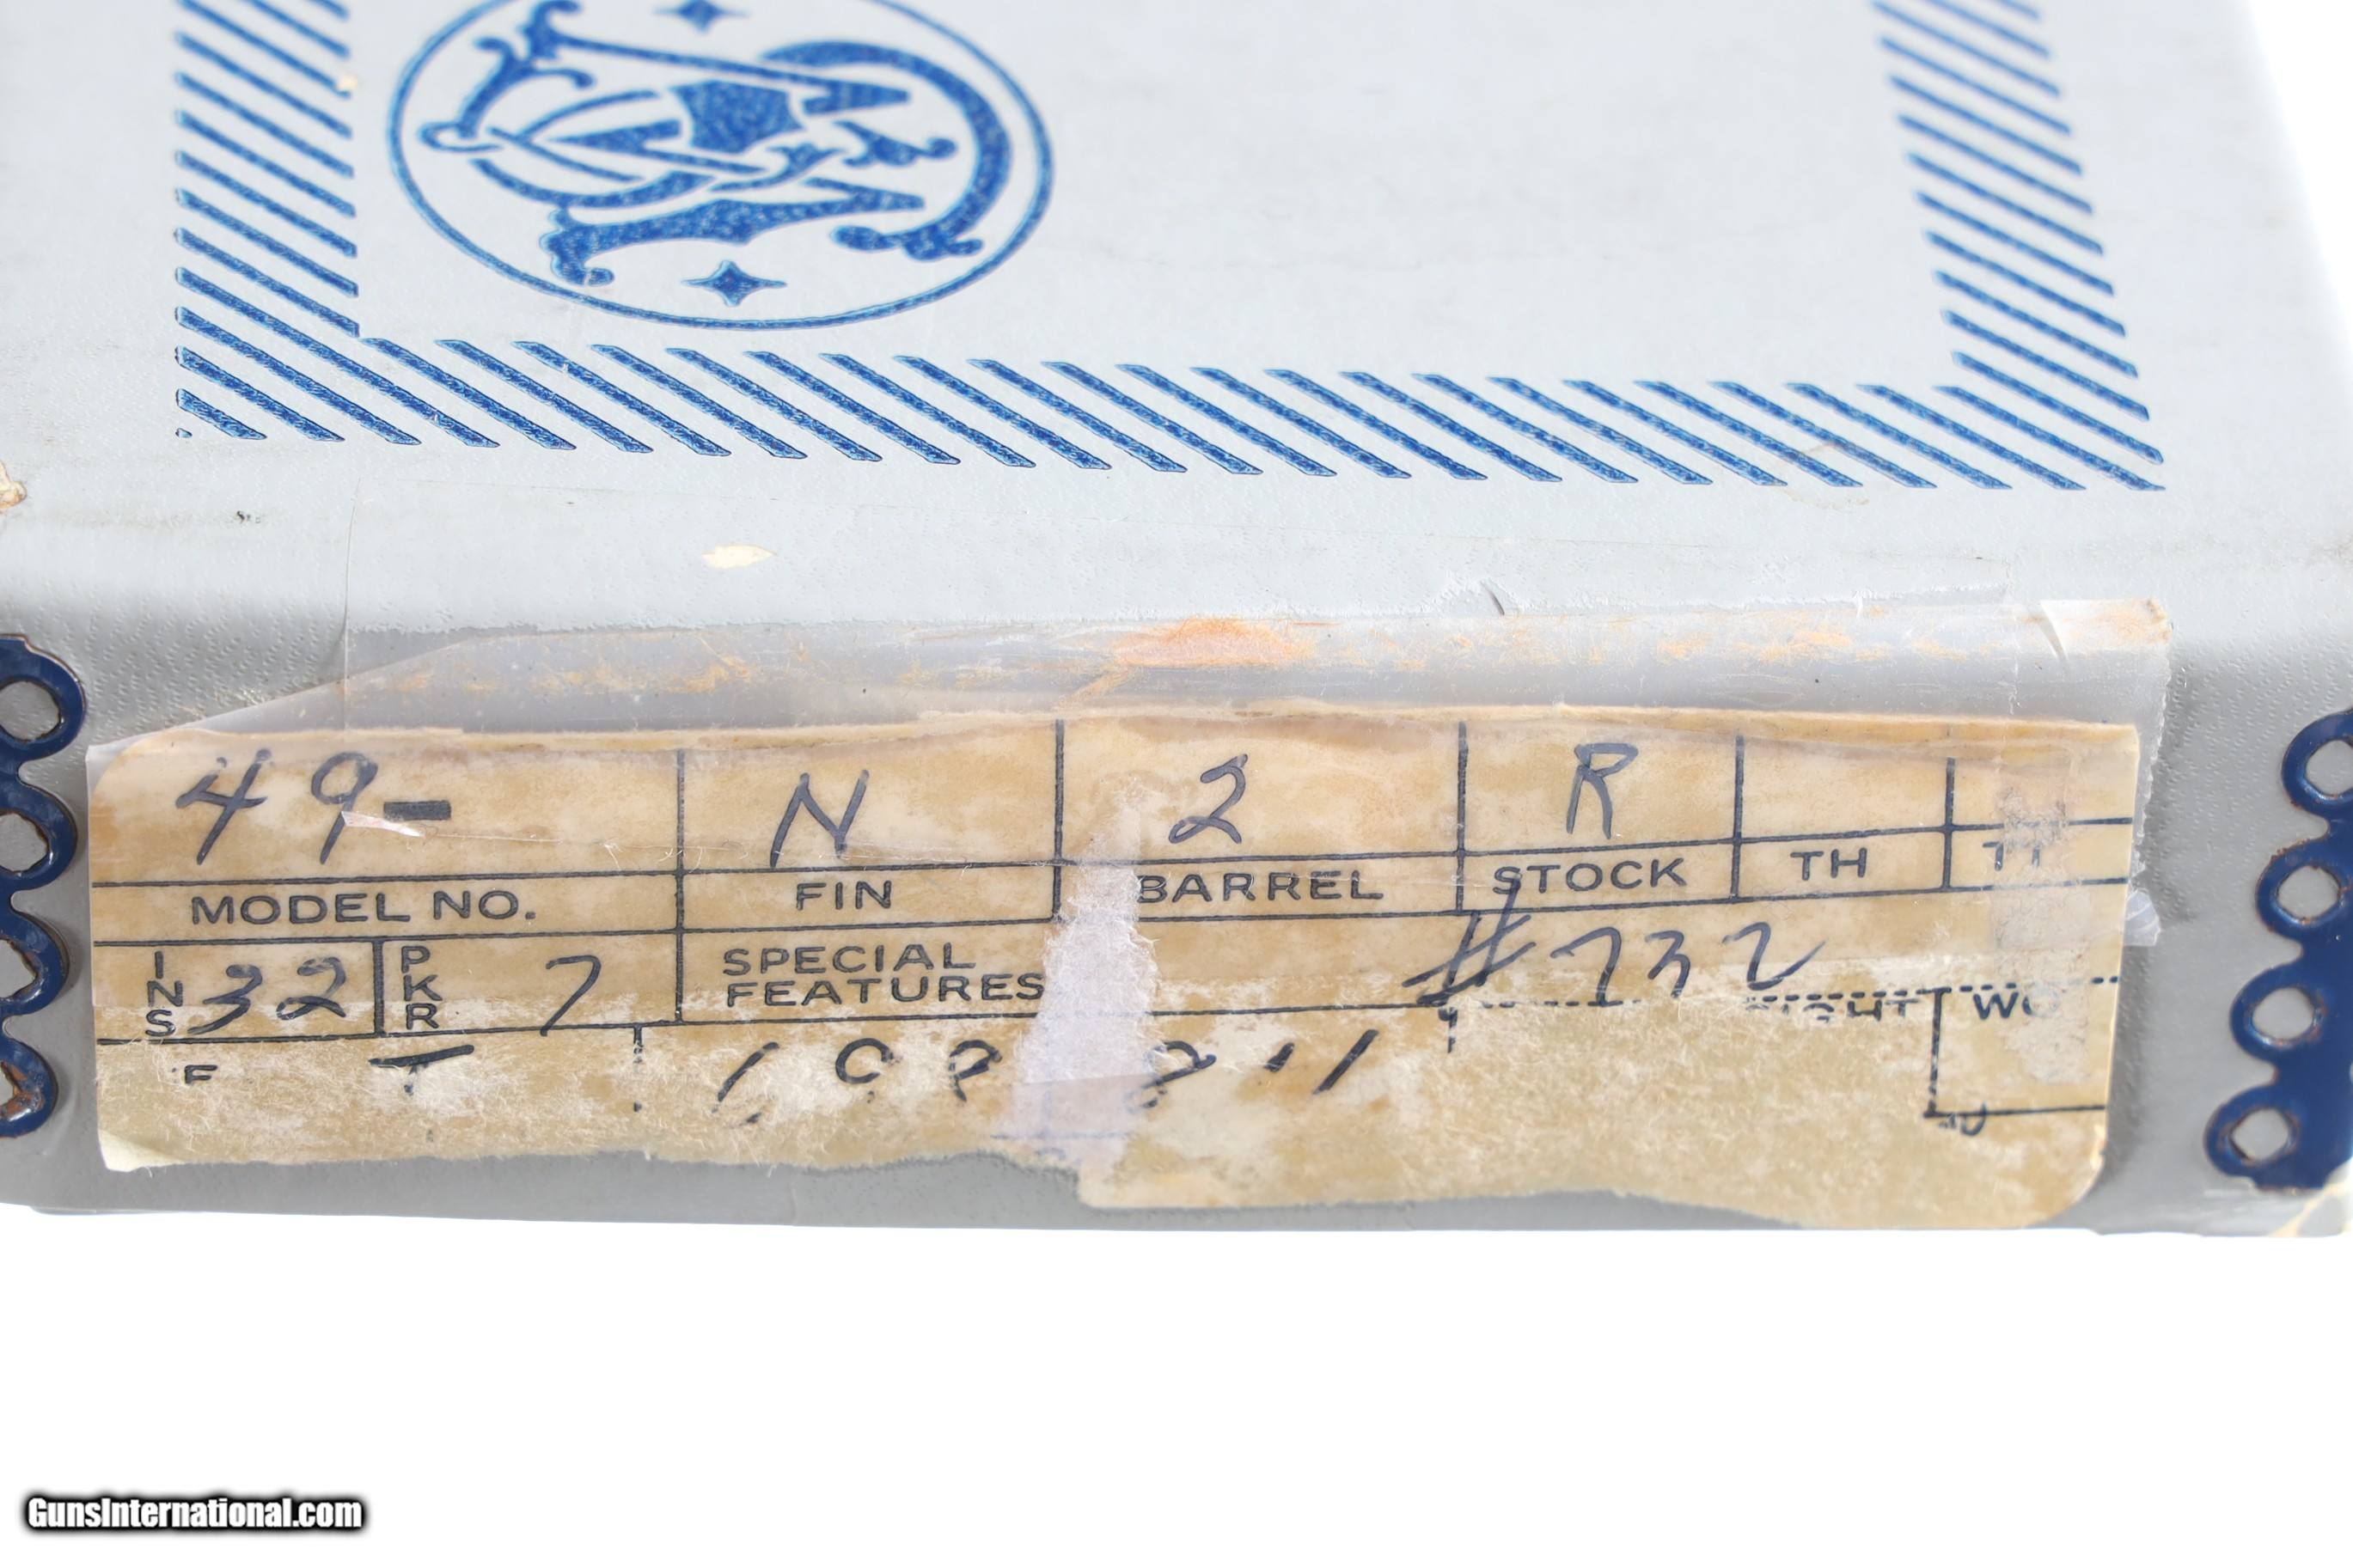 49- N 2 R
MODEL NO. FIN BARREL STOCK TH
INS 32 PKR 7 SPECIAL FEATURES #732
GunsInternational.com